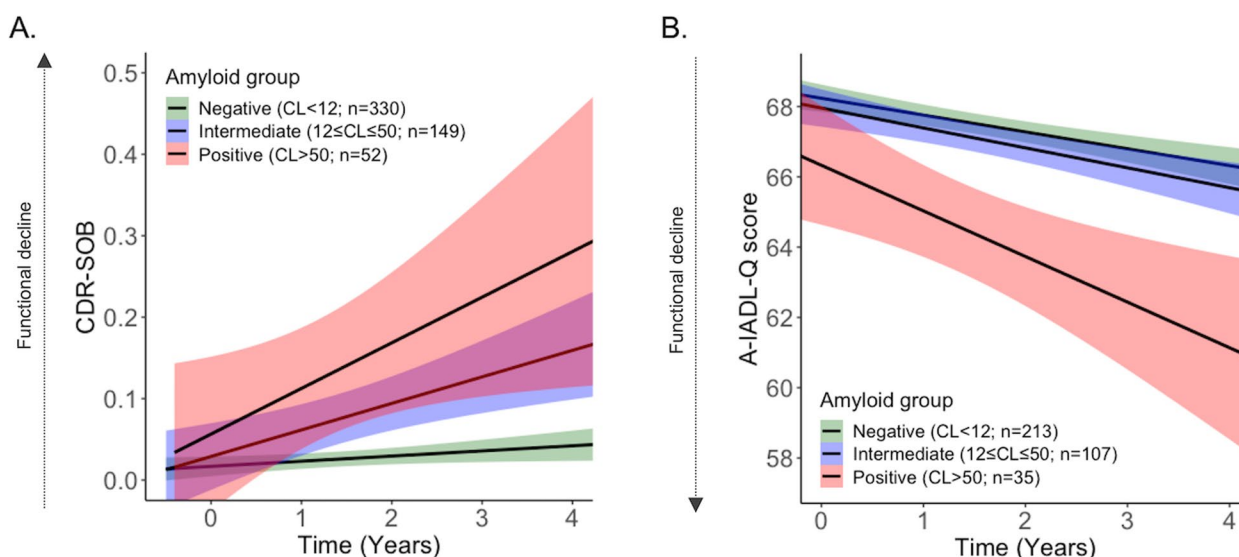 A.
Functional decline
CDR-SOB
0.5
0.4
0.3
0.2
0.1
0.0
Amyloid group
Negative (CL<12; n=330)
Intermediate (12≤CL≤50; n=149)
Positive (CL>50; n=52)
0 1 2 3 4
Time (Years)
B.
Functional decline
A-IADL-Q score
68
66
64
62
60
58
Amyloid group
Negative (CL<12; n=213)
Intermediate (12≤CL≤50; n=107)
Positive (CL>50; n=35)
0 1 2 3 4
Time (Years)